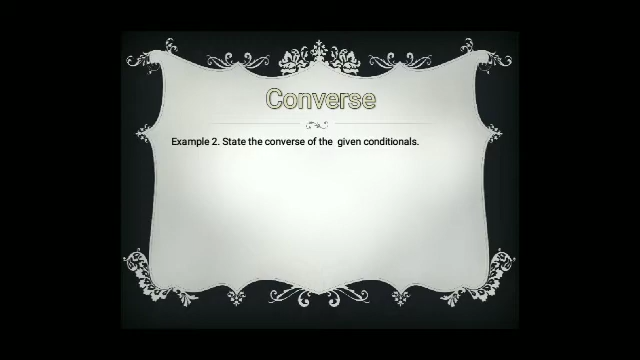 Converse
Example 2. State the converse of the given conditionals.